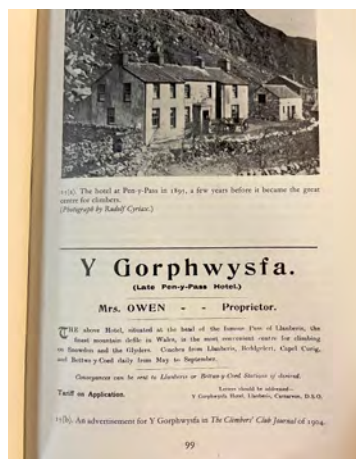 11(a). The hotel at Pen-y-Pass in 1895, a few years before it became the great
centre for climbers.
(Photograph by Rudolf Cyriax.)
Y Gorphwysfa.
(Late Pen-y-Pass Hotel.)
Mrs. OWEN - - Proprietor.
THE above Hotel, situated at the head of the famous Pass of Llanberis, the
finest mountain defile in Wales, is the most convenient centre for climbing
on Snowdon and the Glyders. Coaches from Llanberis, Beddgelert, Capel Curig,
and Bettws-y-Coed daily from May to September.
Conveyances can be sent to Llanberis or Bettws-y-Coed Stations if desired.
Letters should be addressed—
Tariff on Application. Y Gorphwysfa Hotel, Llanberis, Carnarvon, D.S.O.
11(b). An advertisement for Y Gorphwysfa in The Climbers' Club Journal of 1904.
99